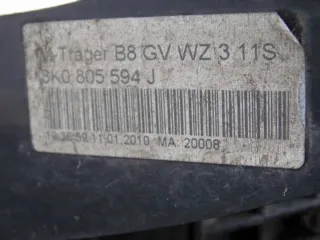 Träger B8 GV WZ 3 11S
8K0 805 594 J
11.01.2010 MA: 20008